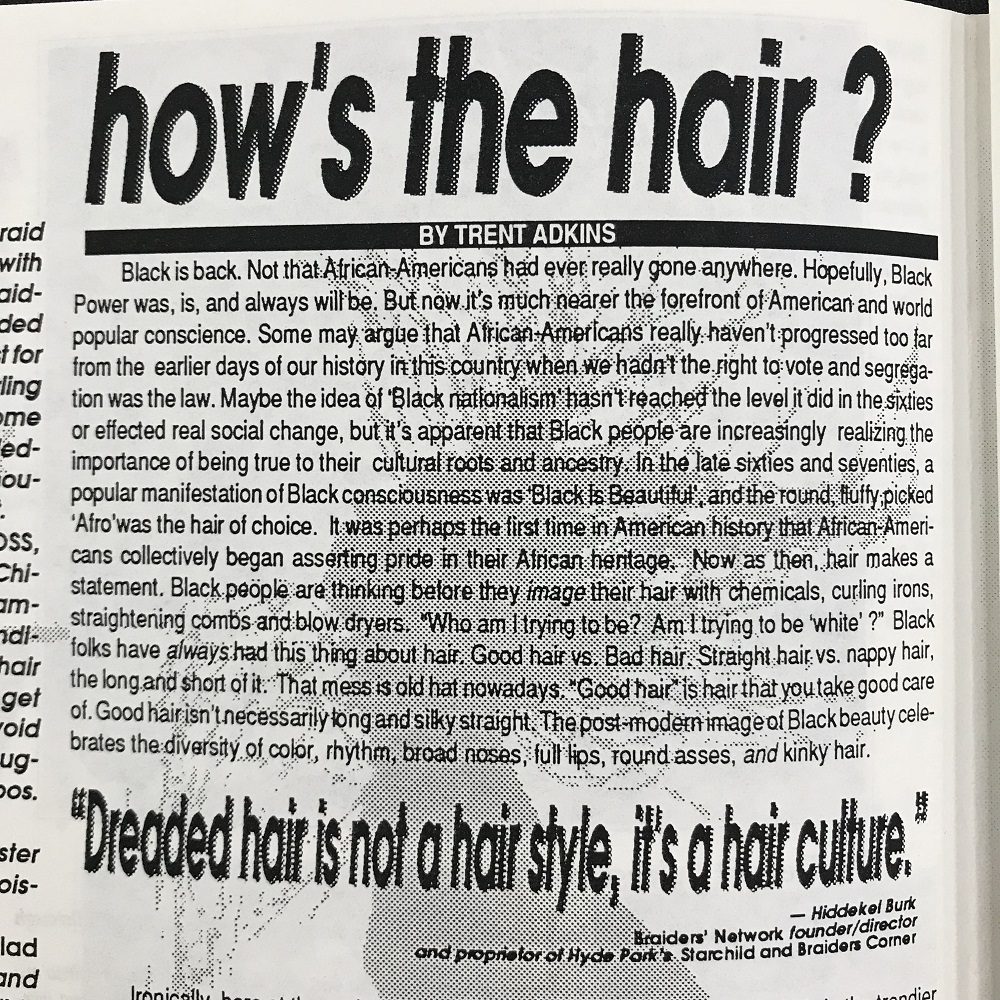 how's the hair ?
BY TRENT ADKINS
Black is back. Not that African-Americans had ever really gone anywhere. Hopefully, Black
Power was, is, and always will be. But now it's much nearer the forefront of American and world
popular conscience. Some may argue that African-Americans really haven't progressed too far
from the earlier days of our history in this country when we hadn't the right to vote and segrega-
tion was the law. Maybe the idea of 'Black nationalism' hasn't reached the level it did in the sixties
or effected real social change, but it's apparent that Black people are increasingly realizing the
importance of being true to their cultural roots and ancestry. In the late sixties and seventies, a
popular manifestation of Black consciousness was 'Black is Beautiful', and the round, fluffy picked
'Afro'was the hair of choice. It was perhaps the first time in American history that African-Ameri-
cans collectively began asserting pride in their African heritage. Now as then, hair makes a
statement. Black people are thinking before they image their hair with chemicals, curling irons,
straightening combs and blow dryers. "Who am I trying to be? Am I trying to be 'white' ?" Black
folks have always had this thing about hair. Good hair vs. Bad hair. Straight hair vs. nappy hair,
the long and short of it. That mess is old hat nowadays. "Good hair" is hair that you take good care
of. Good hair isn't necessarily long and silky straight. The post-modern image of Black beauty cele-
brates the diversity of color, rhythm, broad noses, full lips, round asses, and kinky hair.
"Dreaded hair is not a hair style, it's a hair culture."
— Hiddekel Burk
Braiders' Network founder/director
and proprietor of Hyde Park's Starchild and Braiders Corner
Ironically,
raid
with
aid-
ded
t for
ling
ome
ed-
ou-
OSS,
Chi-
am-
ndi-
hair
get
void
ug-
oos.
ster
ois-
lad
and